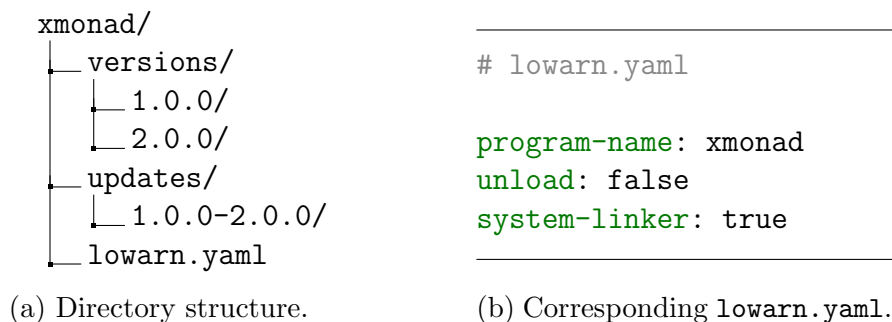 xmonad/
versions/
1.0.0/
2.0.0/
updates/
1.0.0-2.0.0/
lowarn.yaml
(a) Directory structure.
# lowarn.yaml
program-name: xmonad
unload: false
system-linker: true
(b) Corresponding lowarn.yaml.